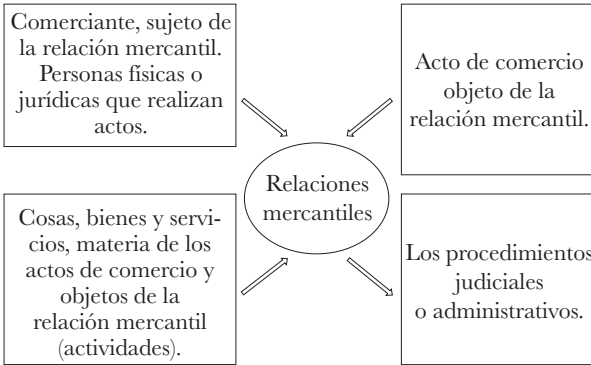 Comerciante, sujeto de
la relación mercantil.
Personas físicas o
jurídicas que realizan
actos.
Acto de comercio
objeto de la
relación mercantil.
Relaciones
mercantiles
Cosas, bienes y servi-
cios, materia de los
actos de comercio y
objetos de la
relación mercantil
(actividades).
Los procedimientos
judiciales
o administrativos.